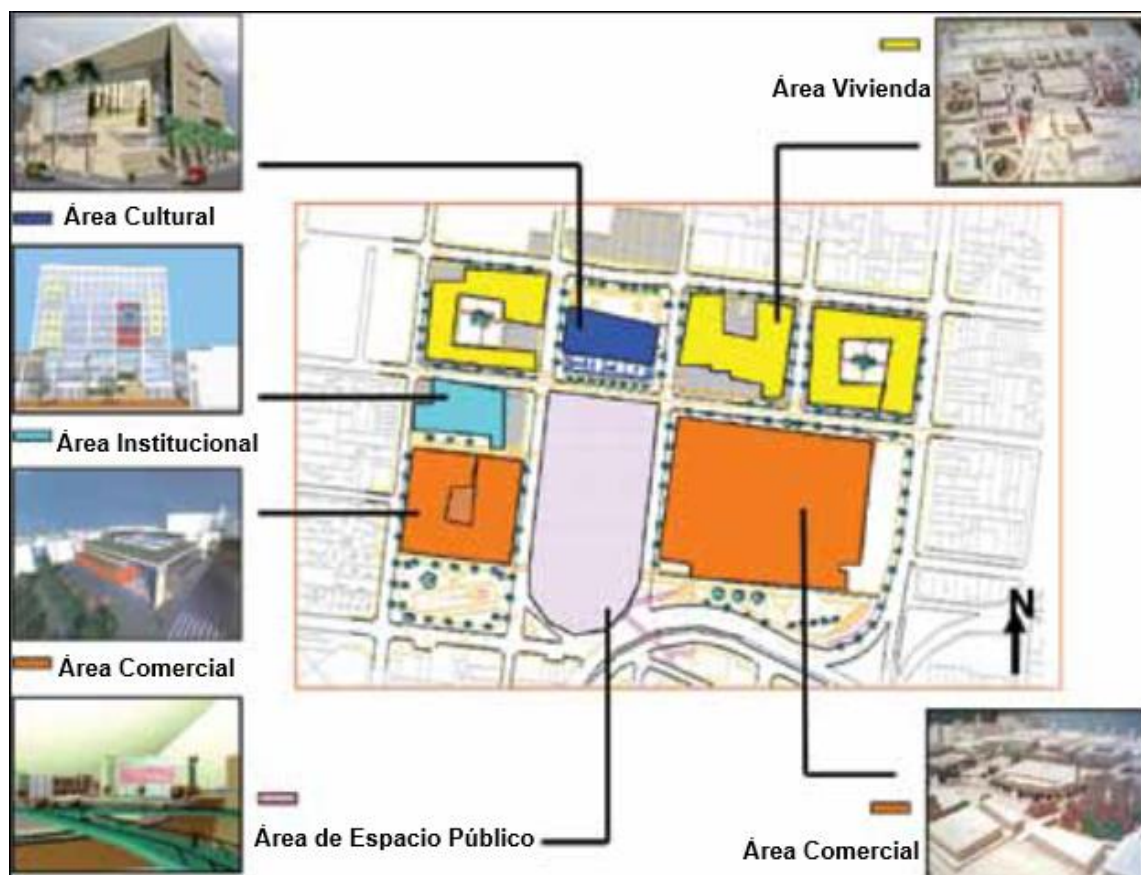 Área Vivienda
Área Cultural
Área Institucional
Área Comercial
N
Área de Espacio Público
Área Comercial